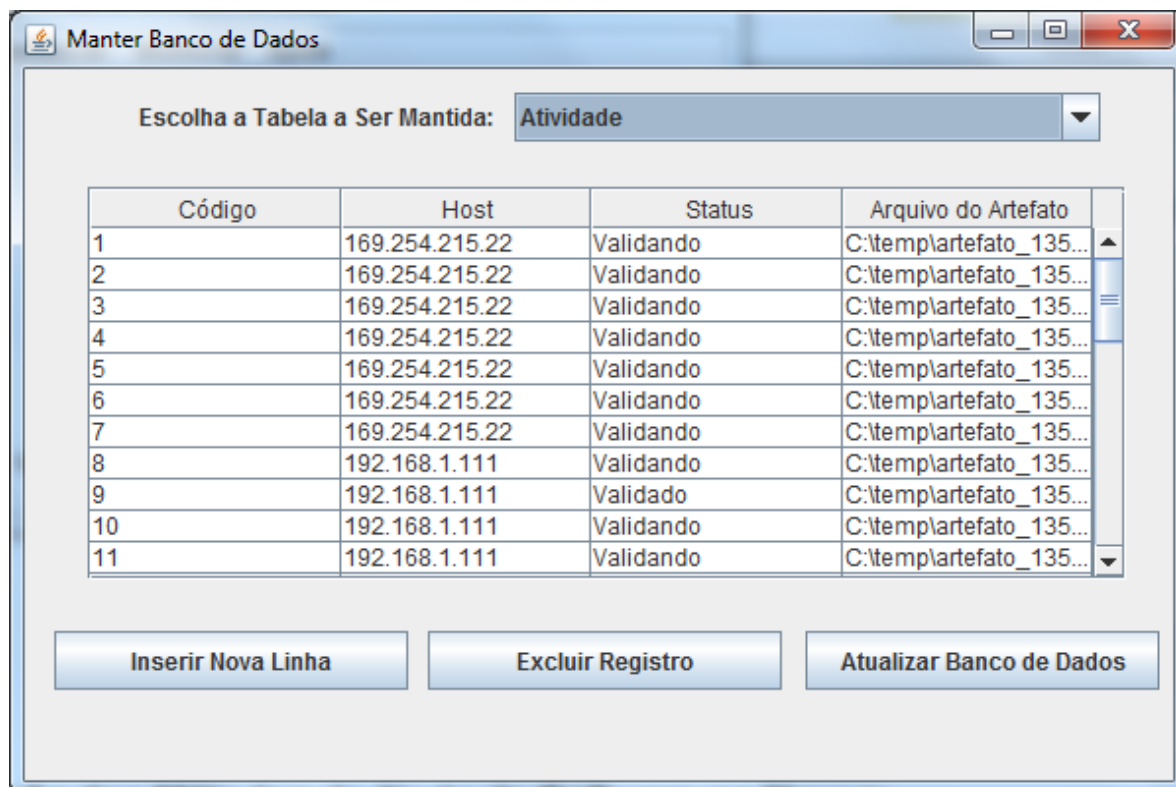 Manter Banco de Dados
Escolha a Tabela a Ser Mantida: Atividade
Código Host Status Arquivo do Artefato
1 169.254.215.22 Validando C:\temp\artefato_135...
2 169.254.215.22 Validando C:\temp\artefato_135...
3 169.254.215.22 Validando C:\temp\artefato_135...
4 169.254.215.22 Validando C:\temp\artefato_135...
5 169.254.215.22 Validando C:\temp\artefato_135...
6 169.254.215.22 Validando C:\temp\artefato_135...
7 169.254.215.22 Validando C:\temp\artefato_135...
8 192.168.1.111 Validando C:\temp\artefato_135...
9 192.168.1.111 Validado C:\temp\artefato_135...
10 192.168.1.111 Validando C:\temp\artefato_135...
11 192.168.1.111 Validando C:\temp\artefato_135...
Inserir Nova Linha Excluir Registro Atualizar Banco de Dados